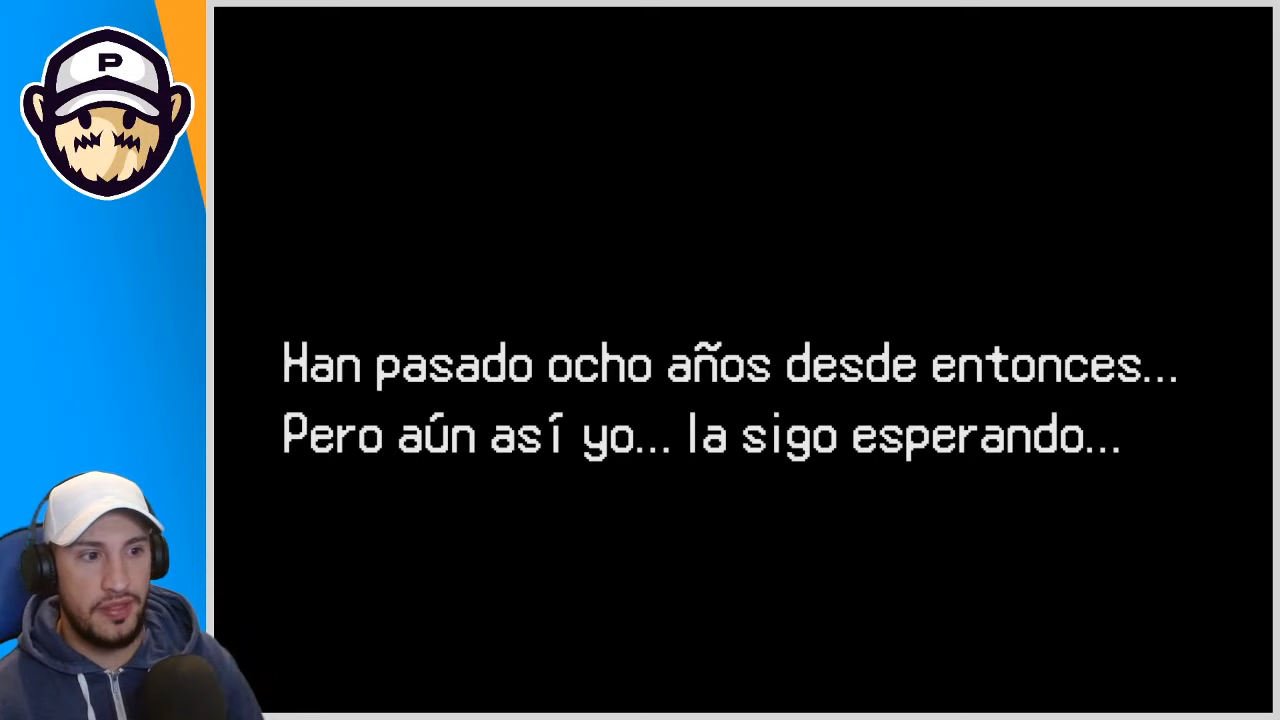 P
Han pasado ocho años desde entonces...
Pero aún así yo... la sigo esperando...